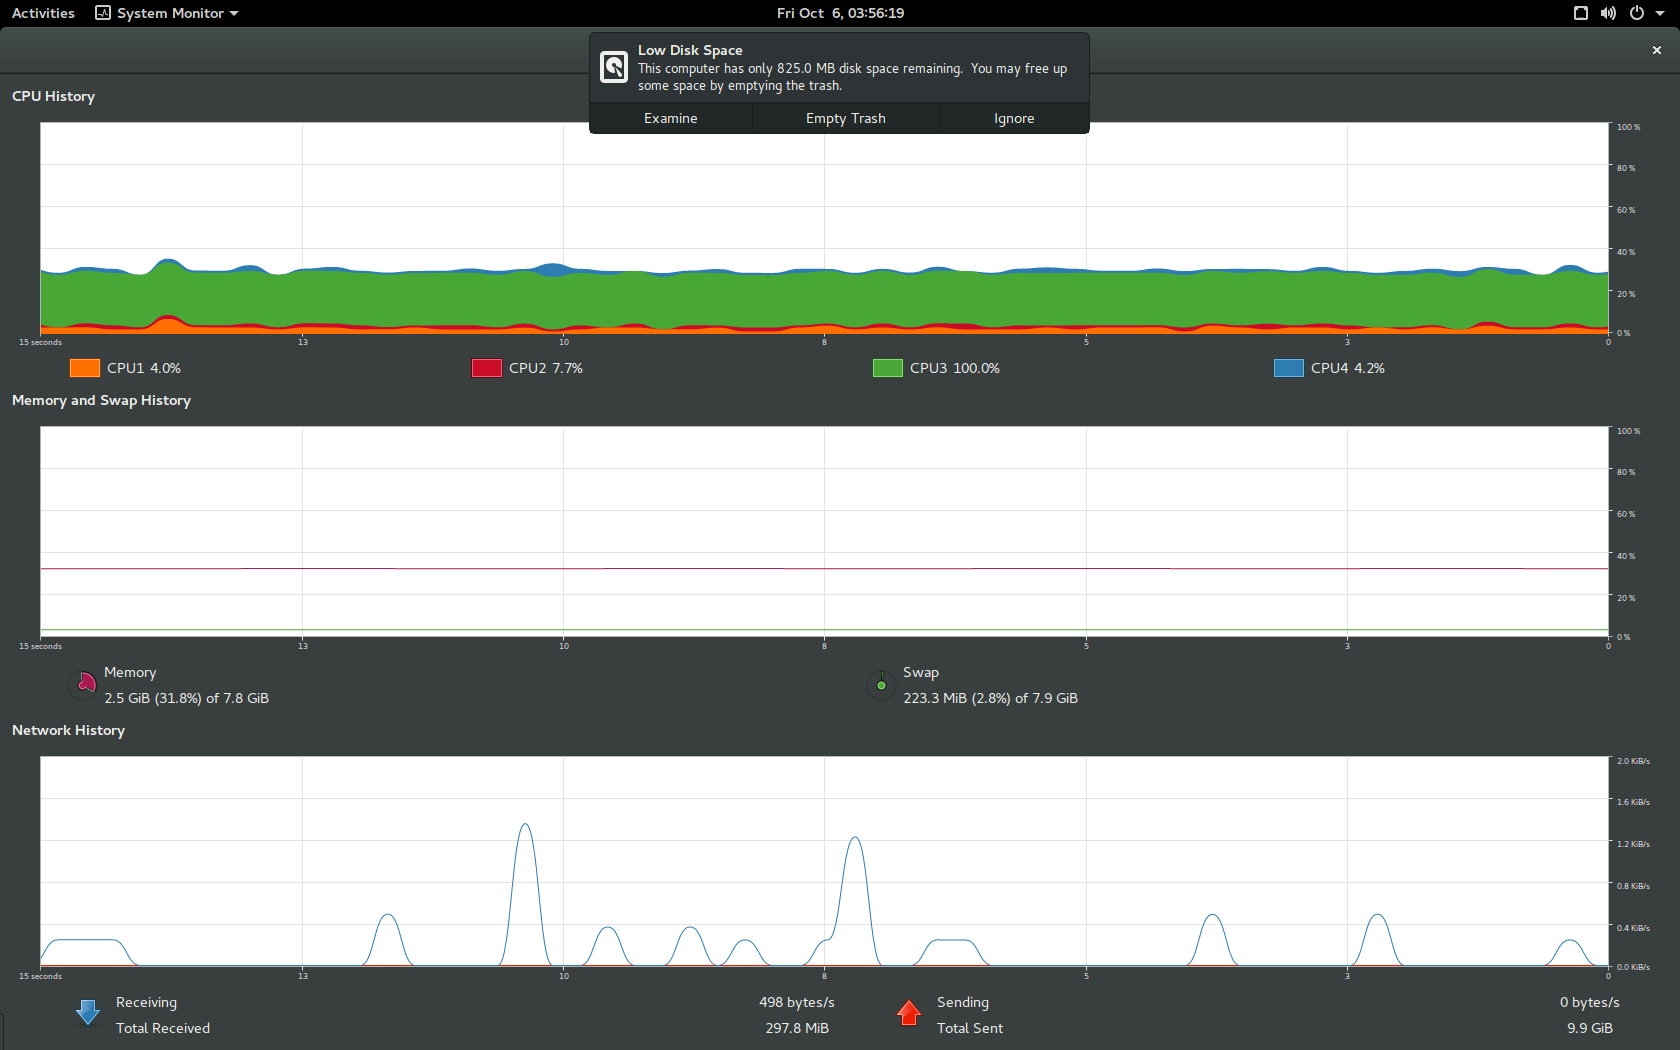 Activities System Monitor Fri Oct 6, 03:56:19
Low Disk Space
This computer has only 825.0 MB disk space remaining. You may free up
some space by emptying the trash.
Examine Empty Trash Ignore
CPU History
100 %
80 %
60 %
40 %
20 %
0 %
15 seconds 13 10 8 5 3 0
CPU1 4.0% CPU2 7.7% CPU3 100.0% CPU4 4.2%
Memory and Swap History
100 %
80 %
60 %
40 %
20 %
0 %
15 seconds 13 10 8 5 3 0
Memory Swap
2.5 GiB (31.8%) of 7.8 GiB 223.3 MiB (2.8%) of 7.9 GiB
Network History
2.0 KiB/s
1.6 KiB/s
1.2 KiB/s
0.8 KiB/s
0.4 KiB/s
0.0 KiB/s
15 seconds 13 10 8 5 3 0
Receiving 498 bytes/s Sending 0 bytes/s
Total Received 297.8 MiB Total Sent 9.9 GiB